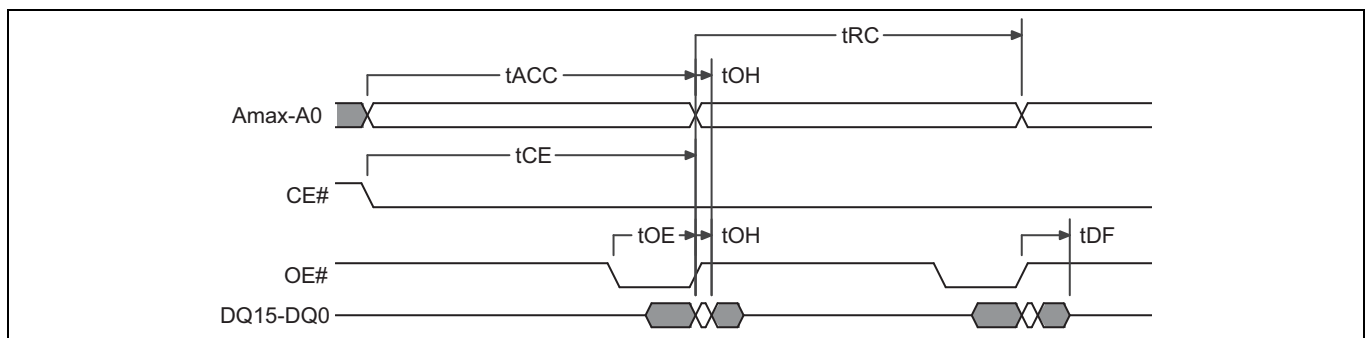 tRC
tACC
tOH
Amax-A0
tCE
CE#
tOE
tOH
tDF
OE#
DQ15-DQ0